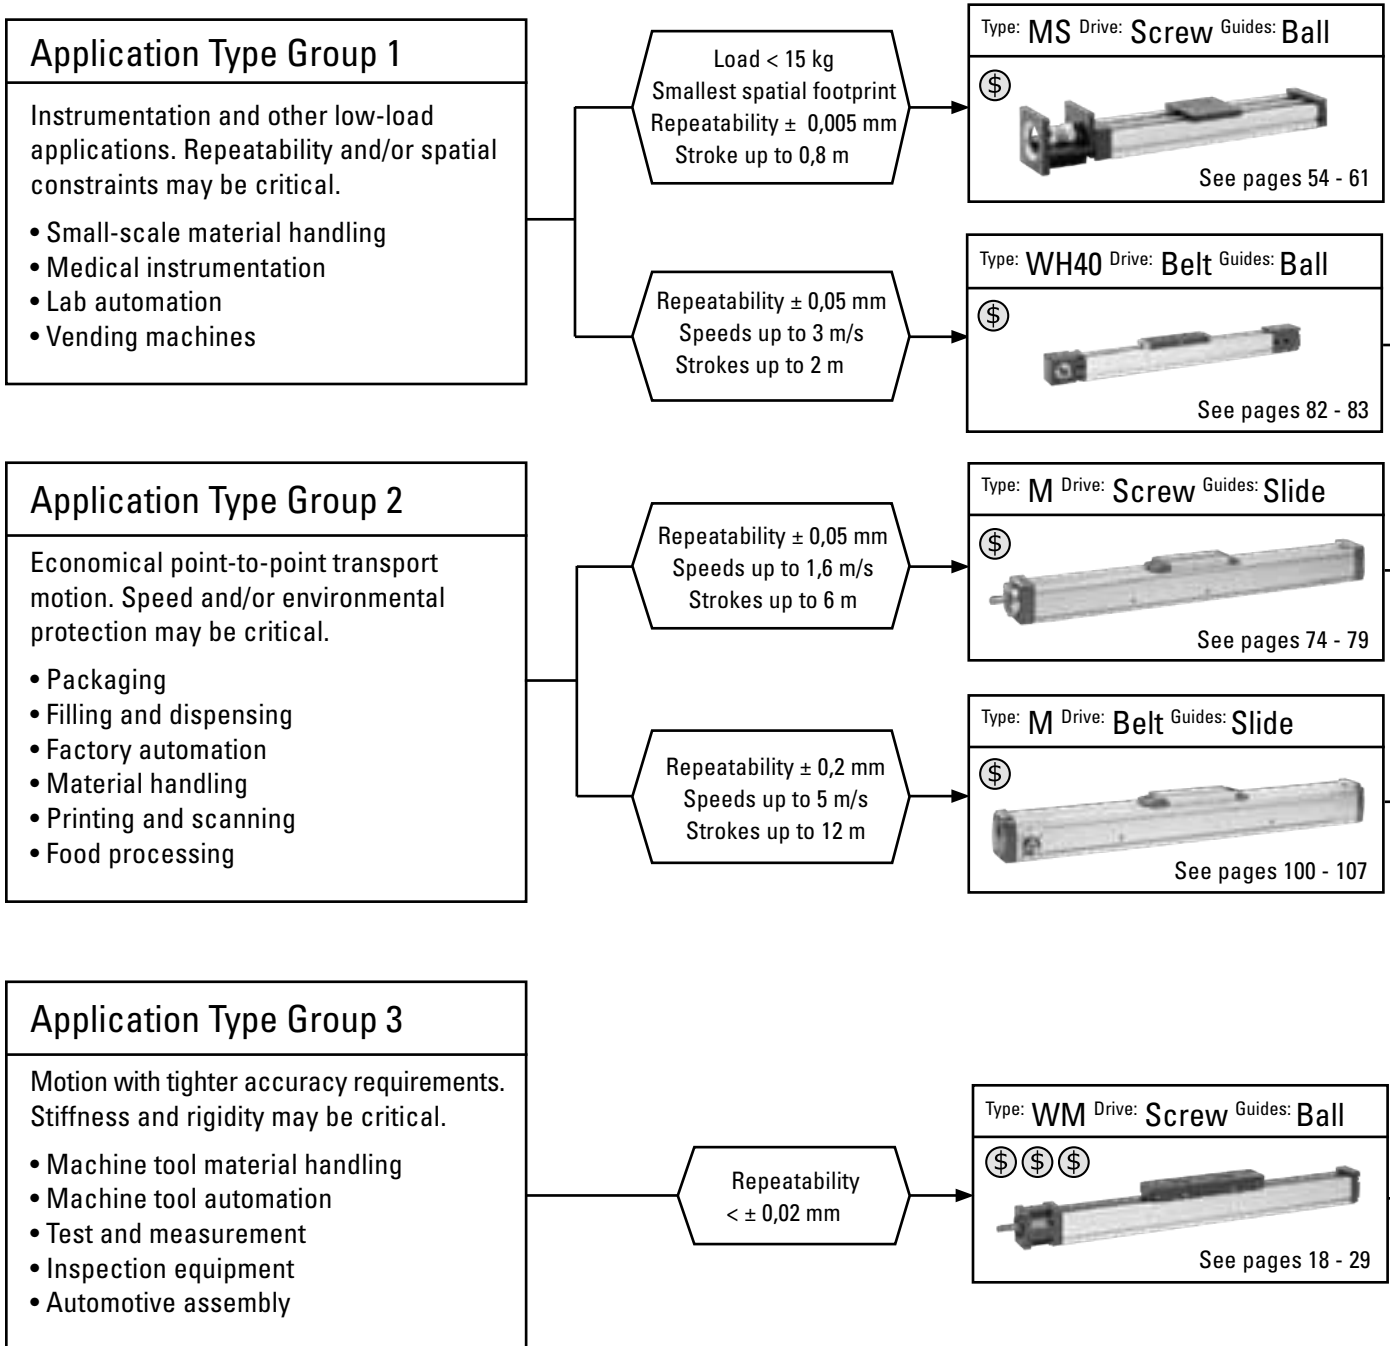 Application Type Group 1
Instrumentation and other low-load
applications. Repeatability and/or spatial
constraints may be critical.
• Small-scale material handling
• Medical instrumentation
• Lab automation
• Vending machines
Load < 15 kg
Smallest spatial footprint
Repeatability ± 0,005 mm
Stroke up to 0,8 m
Type: MS Drive: Screw Guides: Ball
$
See pages 54 - 61
Repeatability ± 0,05 mm
Speeds up to 3 m/s
Strokes up to 2 m
Type: WH40 Drive: Belt Guides: Ball
$
See pages 82 - 83
Application Type Group 2
Economical point-to-point transport
motion. Speed and/or environmental
protection may be critical.
• Packaging
• Filling and dispensing
• Factory automation
• Material handling
• Printing and scanning
• Food processing
Repeatability ± 0,05 mm
Speeds up to 1,6 m/s
Strokes up to 6 m
Type: M Drive: Screw Guides: Slide
$
See pages 74 - 79
Repeatability ± 0,2 mm
Speeds up to 5 m/s
Strokes up to 12 m
Type: M Drive: Belt Guides: Slide
$
See pages 100 - 107
Application Type Group 3
Motion with tighter accuracy requirements.
Stiffness and rigidity may be critical.
• Machine tool material handling
• Machine tool automation
• Test and measurement
• Inspection equipment
• Automotive assembly
Repeatability
< ± 0,02 mm
Type: WM Drive: Screw Guides: Ball
$ $ $
See pages 18 - 29